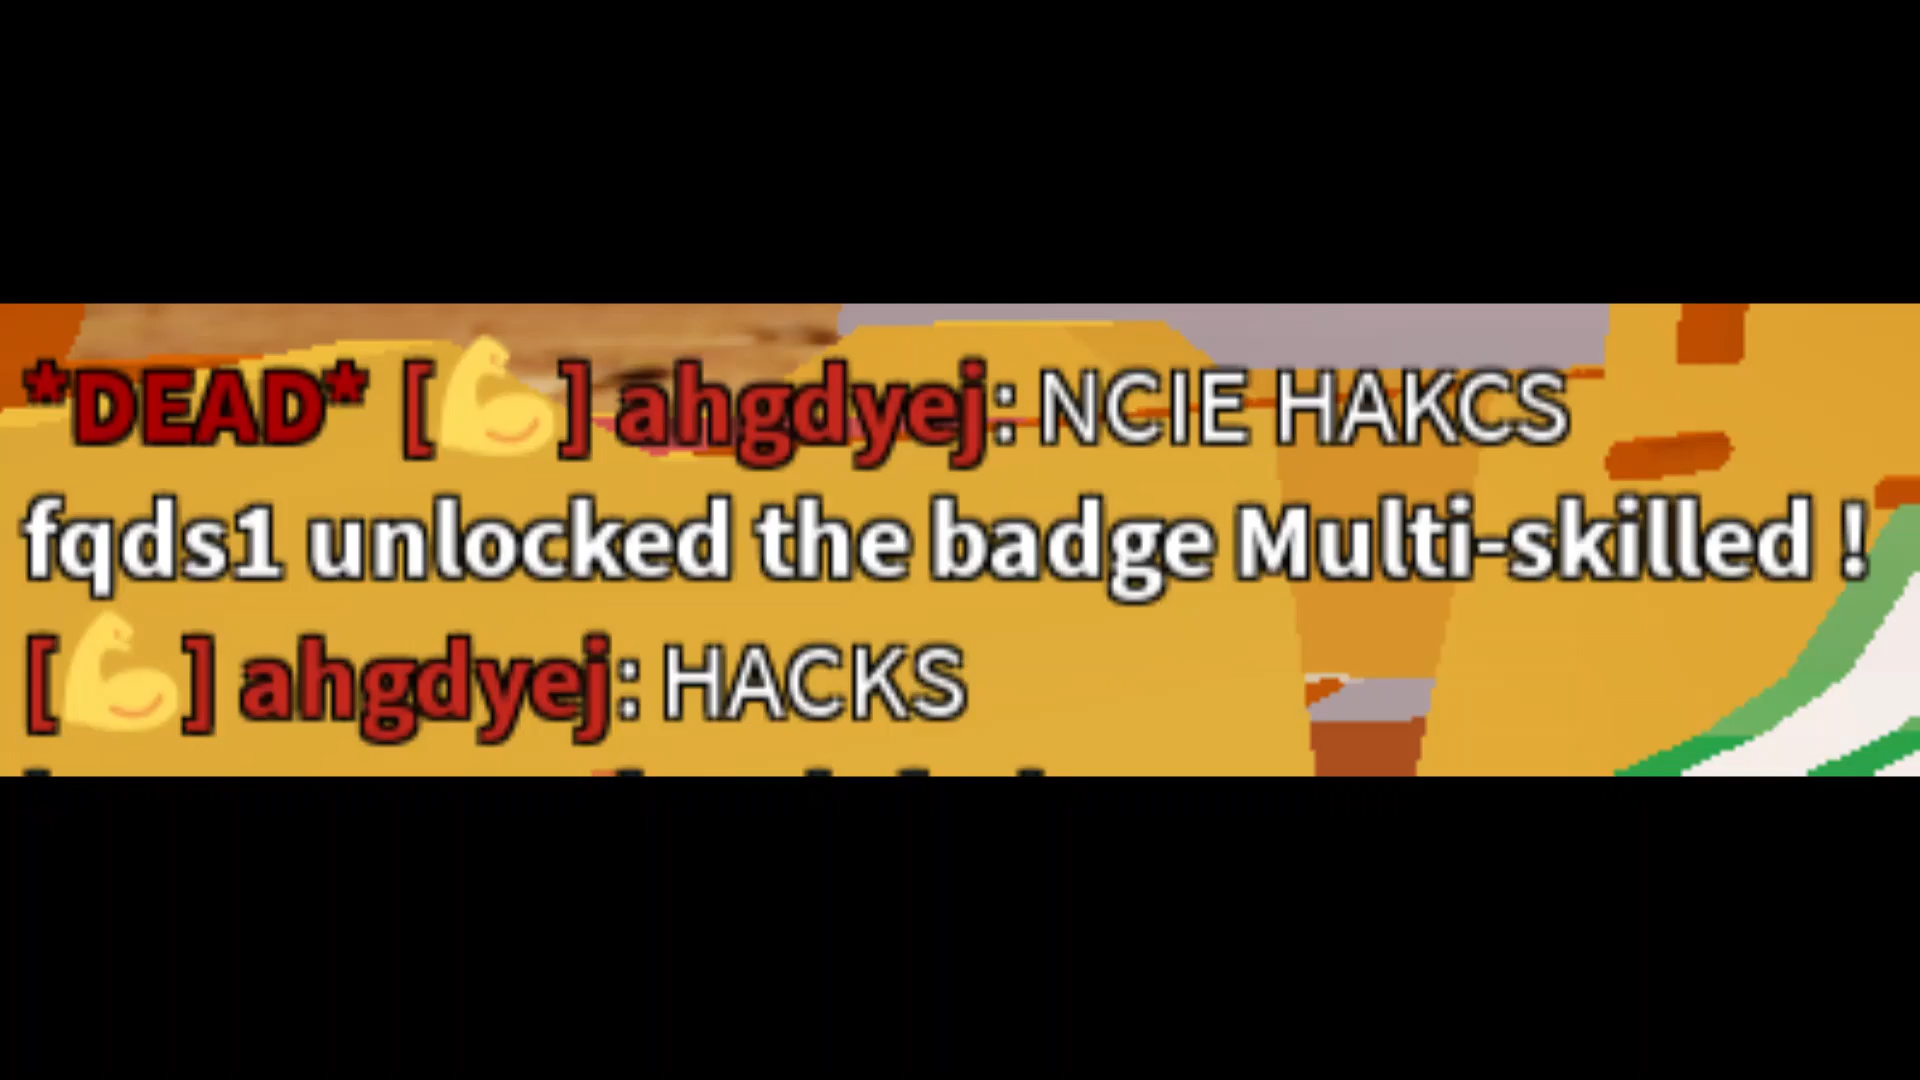 *DEAD* [💪] ahgdyej: NCIE HAKCS
fqds1 unlocked the badge Multi-skilled !
[💪] ahgdyej: HACKS